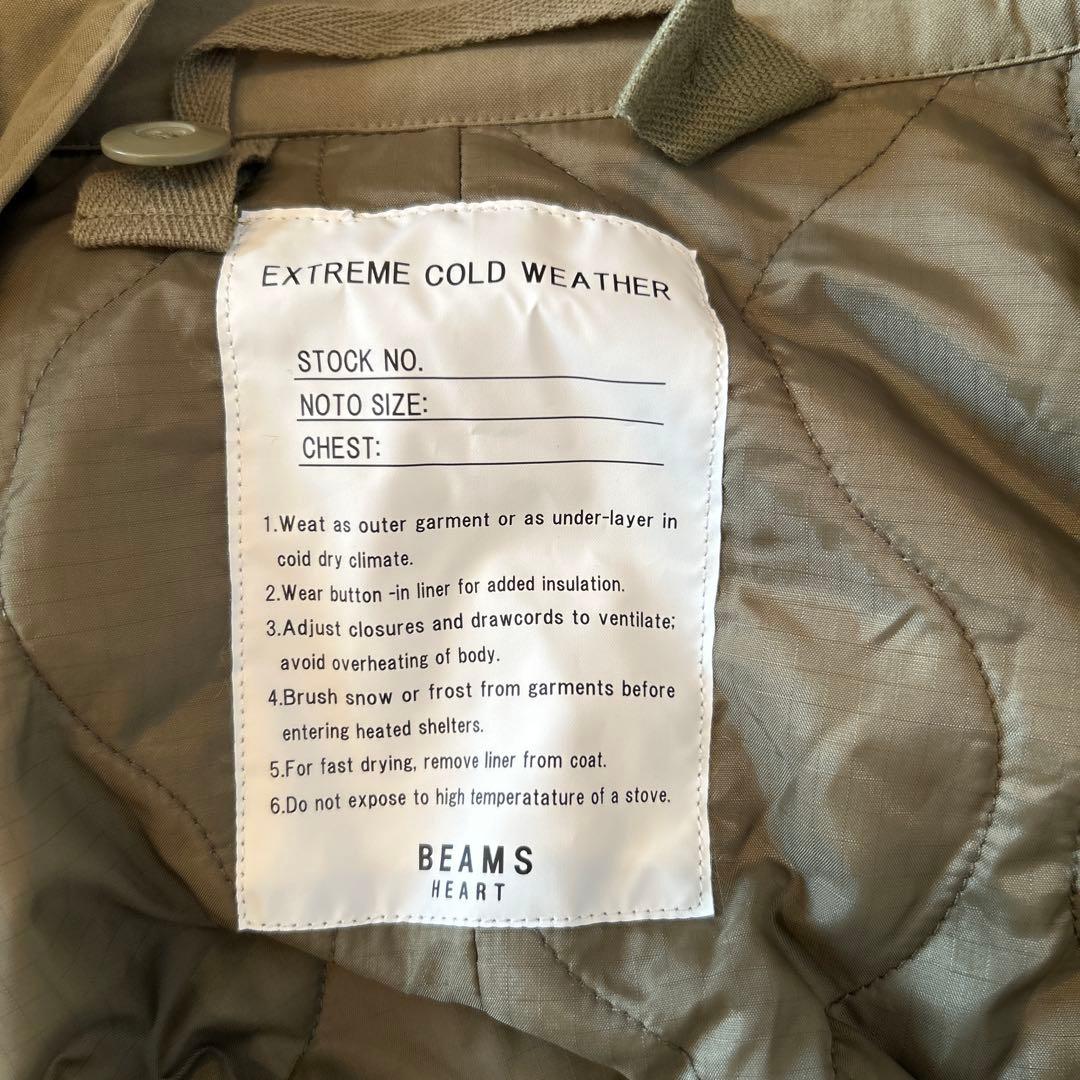 EXTREME COLD WEATHER
STOCK NO.
NOTO SIZE:
CHEST:
1.Weat as outer garment or as under-layer in
cold dry climate.
2.Wear button -in liner for added insulation.
3.Adjust closures and drawcords to ventilate;
avoid overheating of body.
4.Brush snow or frost from garments before
entering heated shelters.
5.For fast drying, remove liner from coat.
6.Do not expose to high temperatature of a stove.
BEAMS
HEART